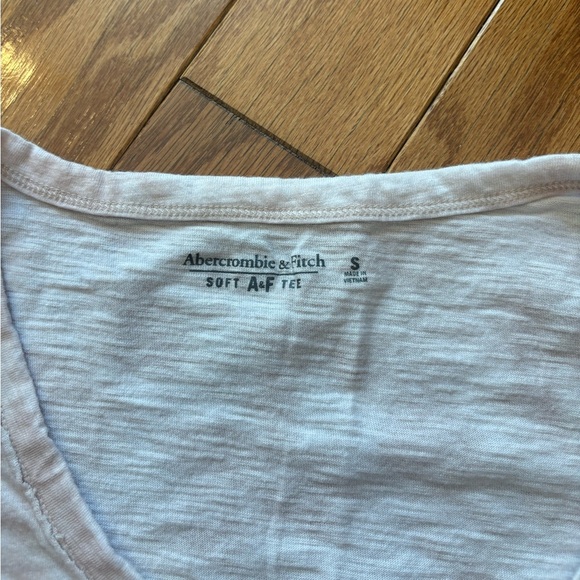 Abercrombie & Fitch
SOFT A&F TEE
S
MADE IN
VIETNAM